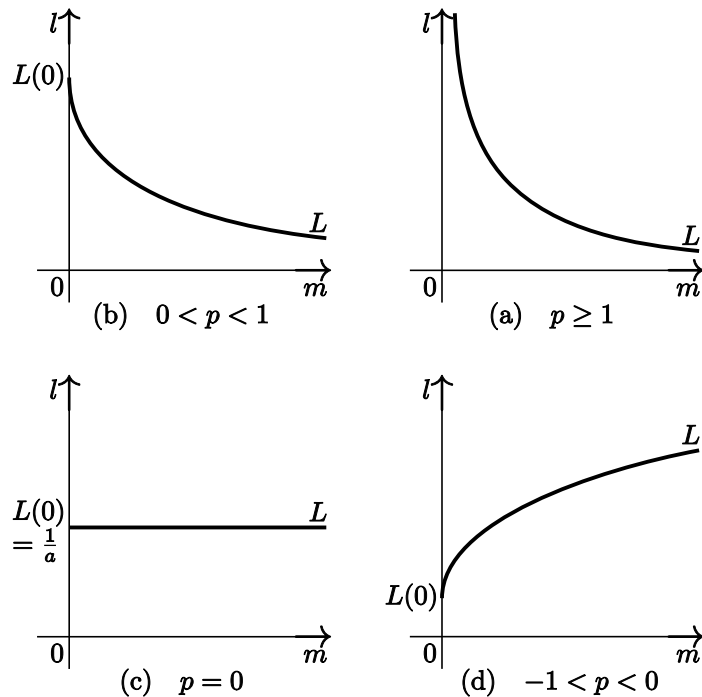 l
L(0)
L
0
m
(b) 0 < p < 1
l
L
0
m
(a) p ≥ 1
l
L(0)
= 1/a
L
0
m
(c) p = 0
l
L
L(0)
0
m
(d) −1 < p < 0